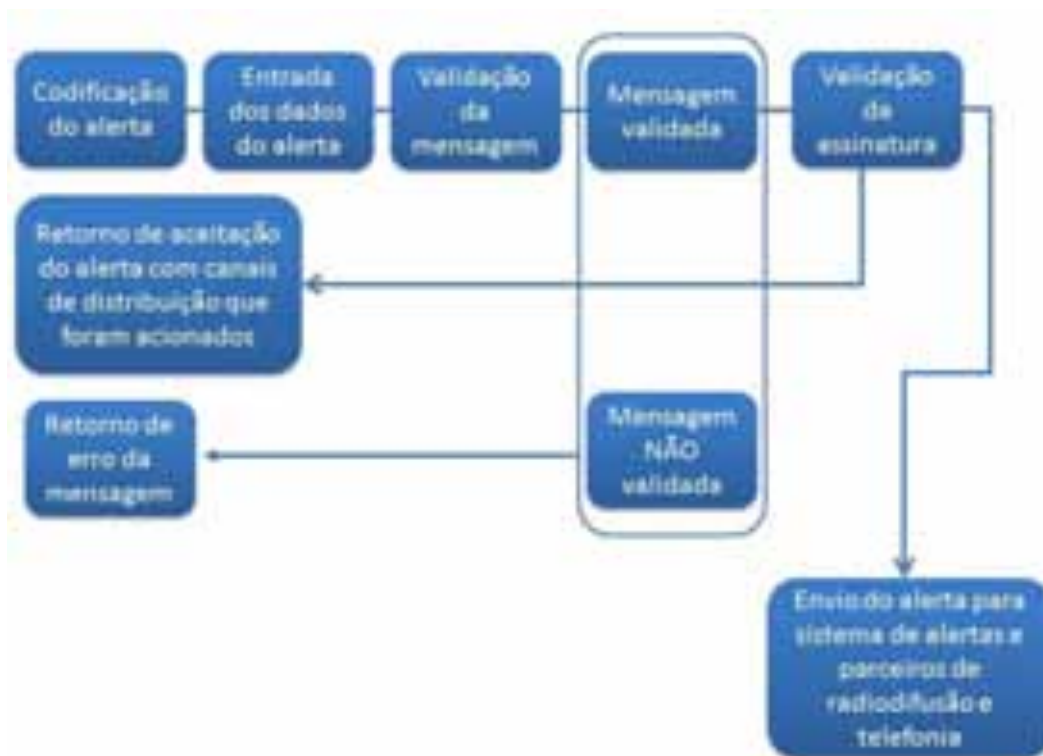 Codificação
do alerta
Entrada
dos dados
do alerta
Validação
da
mensagem
Mensagem
validada
Validação
da
assinatura
Retorno de aceitação
do alerta com canais
de distribuição que
foram acionados
Retorno de
erro da
mensagem
Mensagem
NÃO
validada
Envio do alerta para
sistema de alertas e
parceiros de
radiodifusão e
telefonia